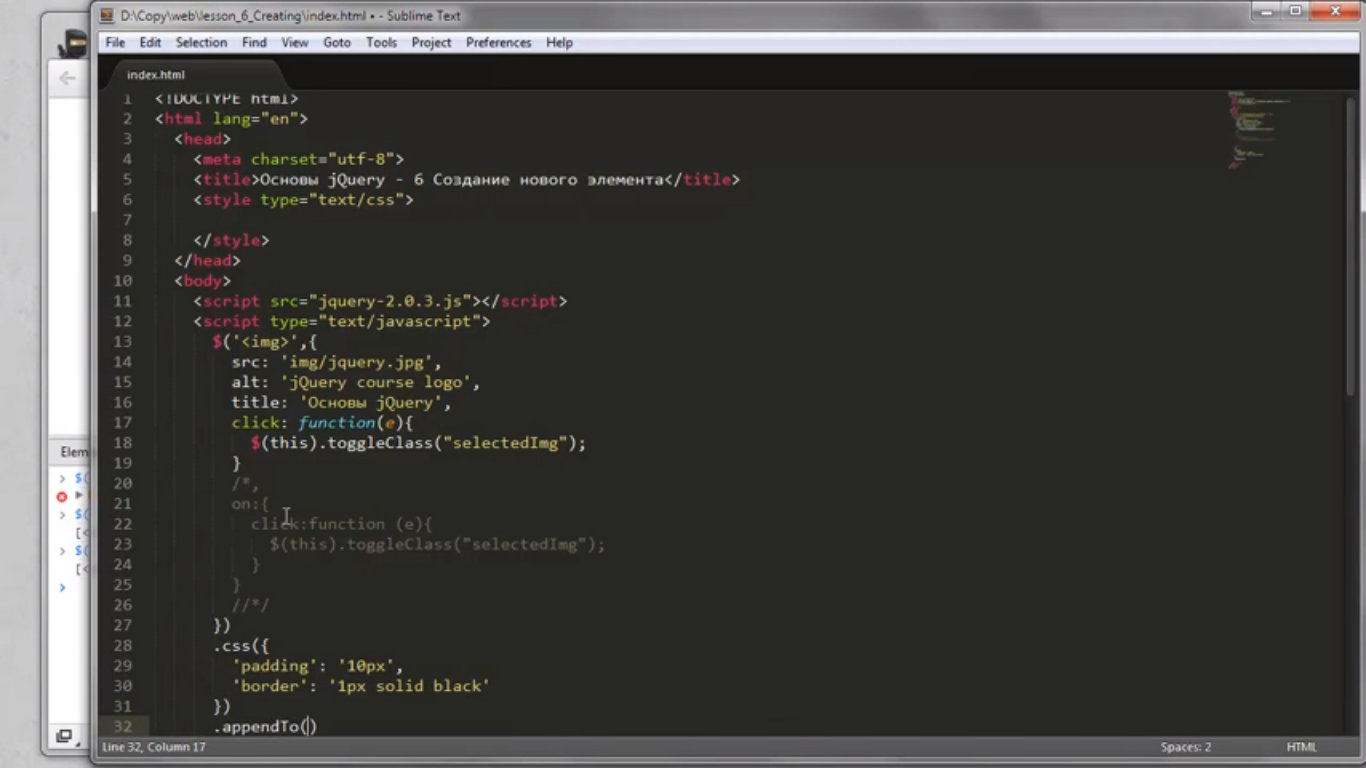 D:\Copy\web\lesson_6_Creating\index.html • - Sublime Text
File Edit Selection Find View Goto Tools Project Preferences Help
index.html
1 <!DOCTYPE html>
2 <html lang="en">
3 <head>
4 <meta charset="utf-8">
5 <title>Основы jQuery - 6 Создание нового элемента</title>
6 <style type="text/css">
7
8 </style>
9 </head>
10 <body>
11 <script src="jquery-2.0.3.js"></script>
12 <script type="text/javascript">
13 $('<img>',{
14 src: 'img/jquery.jpg',
15 alt: 'jQuery course logo',
16 title: 'Основы jQuery',
17 click: function(e){
18 $(this).toggleClass("selectedImg");
19 }
20 /*,
21 on:{
22 click:function (e){
23 $(this).toggleClass("selectedImg");
24 }
25 }
26 //*/
27 })
28 .css({
29 'padding': '10px',
30 'border': '1px solid black'
31 })
32 .appendTo()
Elem
> $(
> $(
[<
> $(
[<
>
Line 32, Column 17
Spaces: 2
HTML